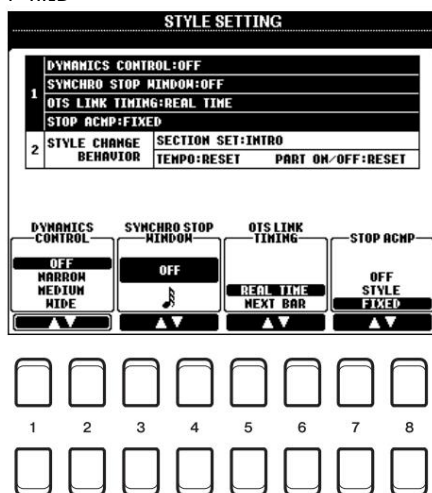 STYLE SETTING
DYNAMICS CONTROL:OFF
1
SYNCHRO STOP WINDOW:OFF
OTS LINK TIMING:REAL TIME
STOP ACMP:FIXED
2
STYLE CHANGE BEHAVIOR
SECTION SET:INTRO
TEMPO:RESET PART ON/OFF:RESET
DYNAMICS CONTROL
SYNCHRO STOP WINDOW
OTS LINK TIMING
STOP ACMP
OFF
NARROW
MEDIUM
WIDE
OFF
REAL TIME
NEXT BAR
OFF
STYLE
FIXED
1 2 3 4 5 6 7 8